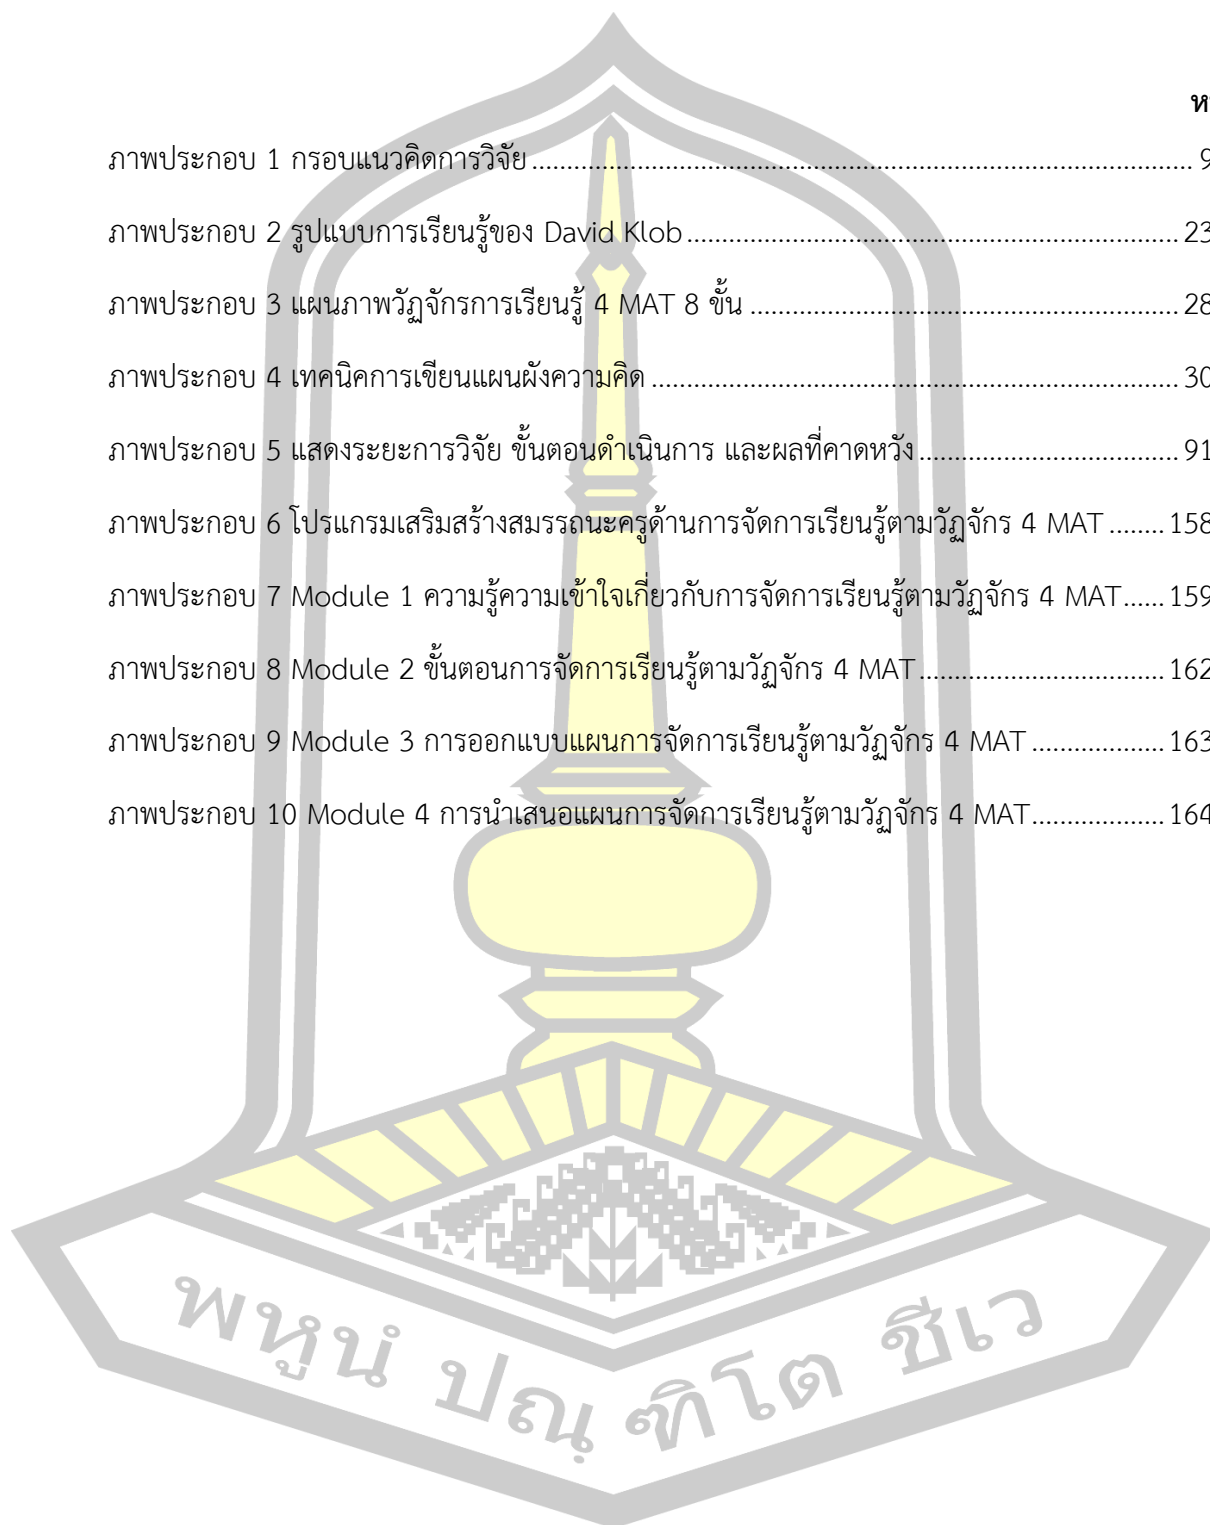 ห
ภาพประกอบ 1 กรอบแนวคิดการวิจัย ........................................................................................... 9
ภาพประกอบ 2 รูปแบบการเรียนรู้ของ David Klob ...................................................................... 23
ภาพประกอบ 3 แผนภาพวัฏจักรการเรียนรู้ 4 MAT 8 ขั้น ............................................................. 28
ภาพประกอบ 4 เทคนิคการเขียนแผนผังความคิด ........................................................................... 30
ภาพประกอบ 5 แสดงระยะการวิจัย ขั้นตอนดำเนินการ และผลที่คาดหวัง ..................................... 91
ภาพประกอบ 6 โปรแกรมเสริมสร้างสมรรถนะครูด้านการจัดการเรียนรู้ตามวัฏจักร 4 MAT ........ 158
ภาพประกอบ 7 Module 1 ความรู้ความเข้าใจเกี่ยวกับการจัดการเรียนรู้ตามวัฏจักร 4 MAT...... 159
ภาพประกอบ 8 Module 2 ขั้นตอนการจัดการเรียนรู้ตามวัฏจักร 4 MAT ................................... 162
ภาพประกอบ 9 Module 3 การออกแบบแผนการจัดการเรียนรู้ตามวัฏจักร 4 MAT ................... 163
ภาพประกอบ 10 Module 4 การนำเสนอแผนการจัดการเรียนรู้ตามวัฏจักร 4 MAT................... 164
พหูนํ ปณฺฑิโต ชีเว